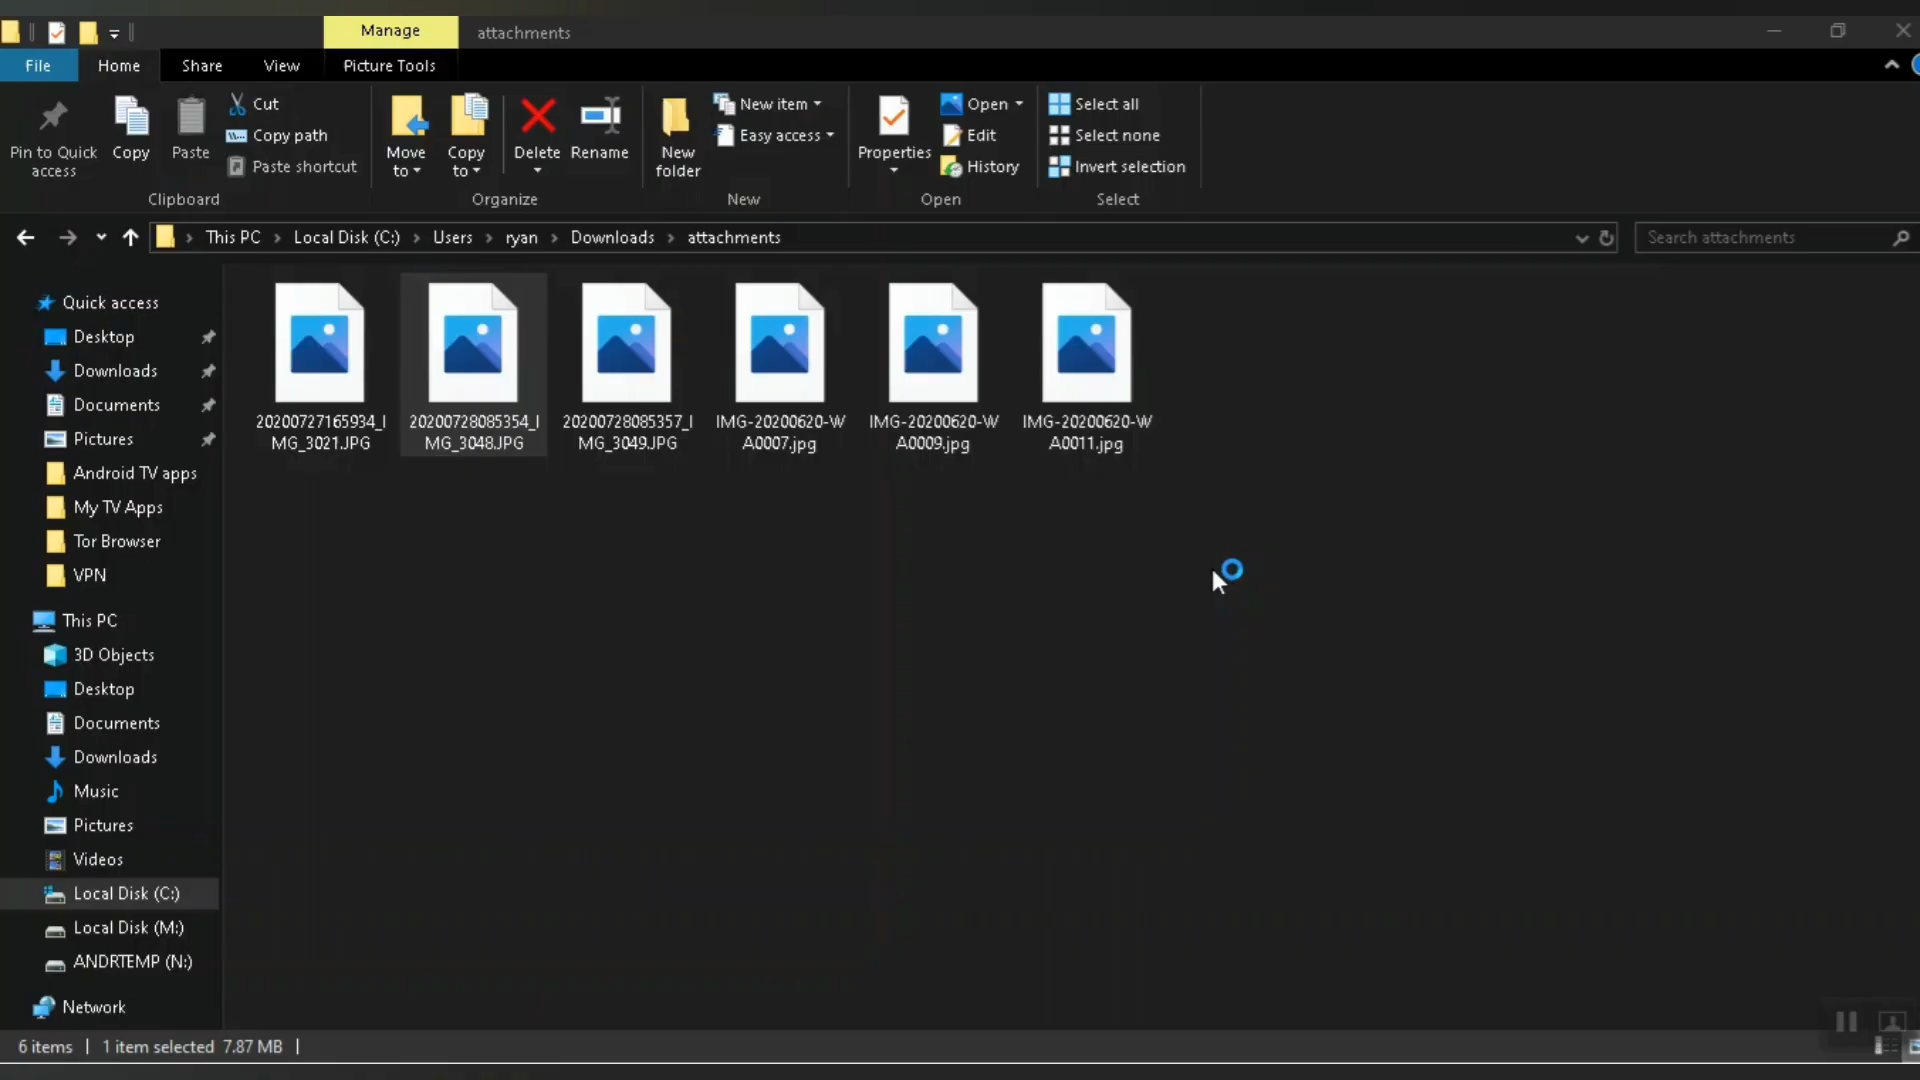 Manage
attachments
File
Home
Share
View
Picture Tools
Pin to Quick
access
Copy
Paste
Cut
Copy path
Paste shortcut
Clipboard
Move
to
Copy
to
Delete
Rename
Organize
New
folder
New item
Easy access
New
Properties
Open
Edit
History
Open
Select all
Select none
Invert selection
Select
This PC > Local Disk (C:) > Users > ryan > Downloads > attachments
Search attachments
Quick access
Desktop
Downloads
Documents
Pictures
Android TV apps
My TV Apps
Tor Browser
VPN
This PC
3D Objects
Desktop
Documents
Downloads
Music
Pictures
Videos
Local Disk (C:)
Local Disk (M:)
ANDRTEMP (N:)
Network
20200727165934_I
MG_3021.JPG
20200728085354_I
MG_3048.JPG
20200728085357_I
MG_3049.JPG
IMG-20200620-W
A0007.jpg
IMG-20200620-W
A0009.jpg
IMG-20200620-W
A0011.jpg
6 items | 1 item selected 7.87 MB |